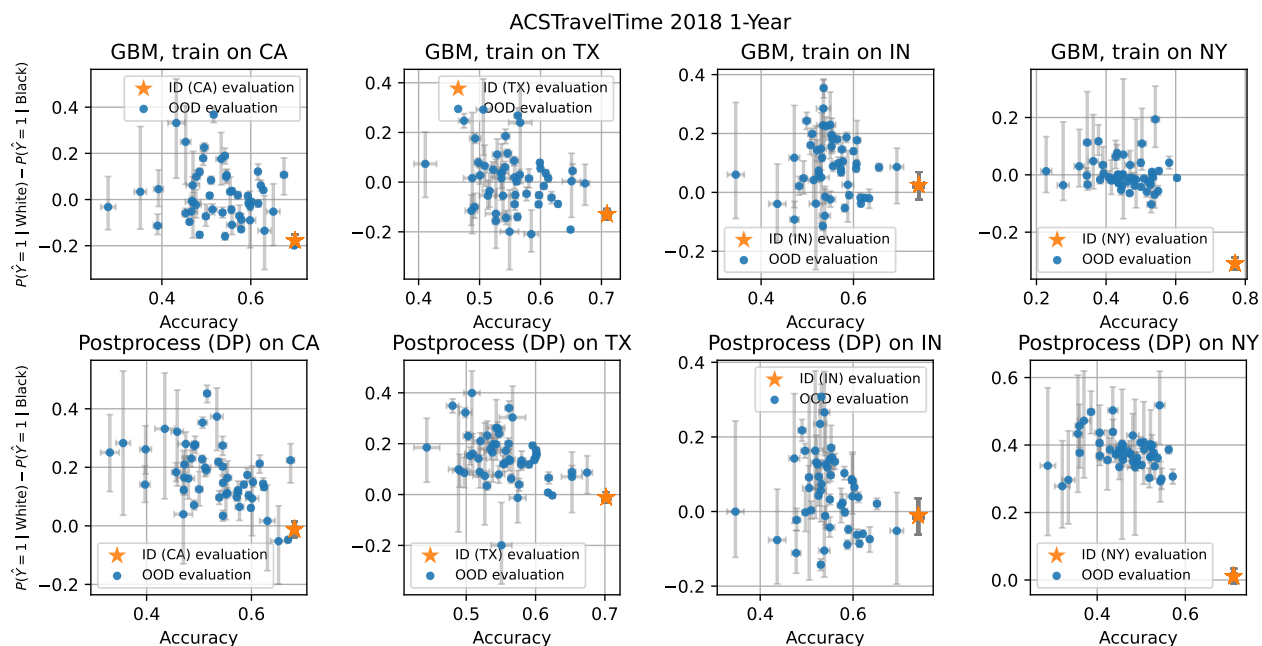 ACSTravelTime 2018 1-Year
GBM, train on CA
GBM, train on TX
GBM, train on IN
GBM, train on NY
P(Ŷ = 1 | White) − P(Ŷ = 1 | Black)
0.4
0.2
0.0
−0.2
0.4
0.6
Accuracy
ID (CA) evaluation
OOD evaluation
0.4
0.2
0.0
−0.2
0.4
0.5
0.6
0.7
Accuracy
ID (TX) evaluation
OOD evaluation
0.4
0.2
0.0
−0.2
0.4
0.6
Accuracy
ID (IN) evaluation
OOD evaluation
0.4
0.2
0.0
−0.2
0.2
0.4
0.6
0.8
Accuracy
ID (NY) evaluation
OOD evaluation
Postprocess (DP) on CA
Postprocess (DP) on TX
Postprocess (DP) on IN
Postprocess (DP) on NY
P(Ŷ = 1 | White) − P(Ŷ = 1 | Black)
0.4
0.2
0.0
−0.2
0.4
0.6
Accuracy
ID (CA) evaluation
OOD evaluation
0.4
0.2
0.0
−0.2
0.5
0.6
0.7
Accuracy
ID (TX) evaluation
OOD evaluation
0.4
0.2
0.0
−0.2
0.4
0.6
Accuracy
ID (IN) evaluation
OOD evaluation
0.6
0.4
0.2
0.0
0.4
0.6
Accuracy
ID (NY) evaluation
OOD evaluation